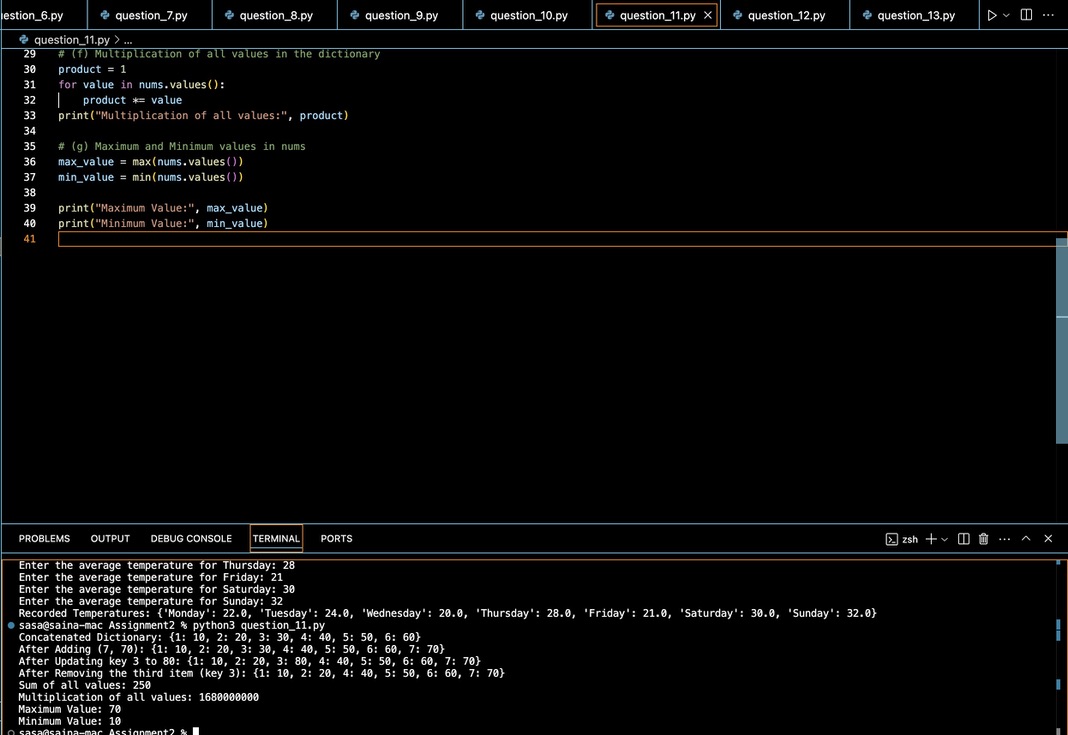 estion_6.py question_7.py question_8.py question_9.py question_10.py question_11.py question_12.py question_13.py ...
question_11.py > ...
29 # (f) Multiplication of all values in the dictionary
30 product = 1
31 for value in nums.values():
32     product *= value
33 print("Multiplication of all values:", product)
34
35 # (g) Maximum and Minimum values in nums
36 max_value = max(nums.values())
37 min_value = min(nums.values())
38
39 print("Maximum Value:", max_value)
40 print("Minimum Value:", min_value)
41
PROBLEMS OUTPUT DEBUG CONSOLE TERMINAL PORTS zsh ...
Enter the average temperature for Thursday: 28
Enter the average temperature for Friday: 21
Enter the average temperature for Saturday: 30
Enter the average temperature for Sunday: 32
Recorded Temperatures: {'Monday': 22.0, 'Tuesday': 24.0, 'Wednesday': 20.0, 'Thursday': 28.0, 'Friday': 21.0, 'Saturday': 30.0, 'Sunday': 32.0}
sasa@saina-mac Assignment2 % python3 question_11.py
Concatenated Dictionary: {1: 10, 2: 20, 3: 30, 4: 40, 5: 50, 6: 60}
After Adding (7, 70): {1: 10, 2: 20, 3: 30, 4: 40, 5: 50, 6: 60, 7: 70}
After Updating key 3 to 80: {1: 10, 2: 20, 3: 80, 4: 40, 5: 50, 6: 60, 7: 70}
After Removing the third item (key 3): {1: 10, 2: 20, 4: 40, 5: 50, 6: 60, 7: 70}
Sum of all values: 250
Multiplication of all values: 1680000000
Maximum Value: 70
Minimum Value: 10
sasa@saina-mac Assignment2 %